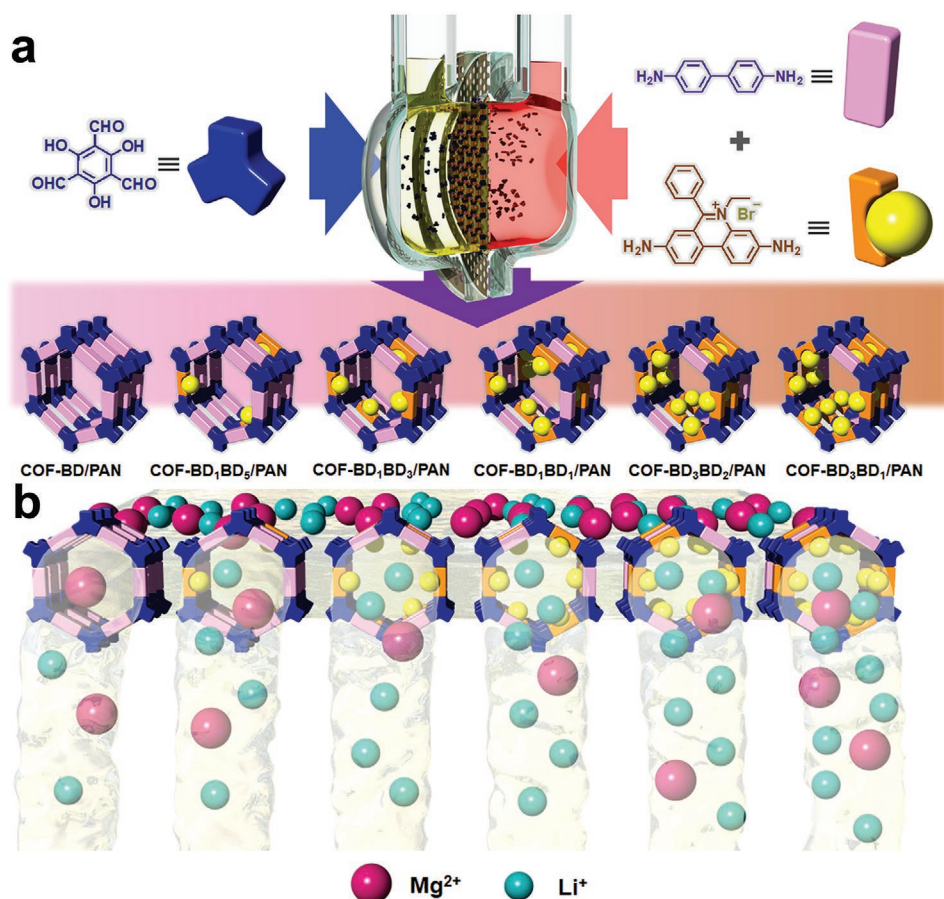 a
H₂N
NH₂
≡
CHO
HO
OH
≡
OHC
CHO
OH
+
N
+
Br⁻
H₂N
NH₂
≡
COF-BD/PAN
COF-BD₁BD₅/PAN
COF-BD₁BD₃/PAN
COF-BD₁BD₁/PAN
COF-BD₃BD₂/PAN
COF-BD₃BD₁/PAN
b
Mg²⁺
Li⁺